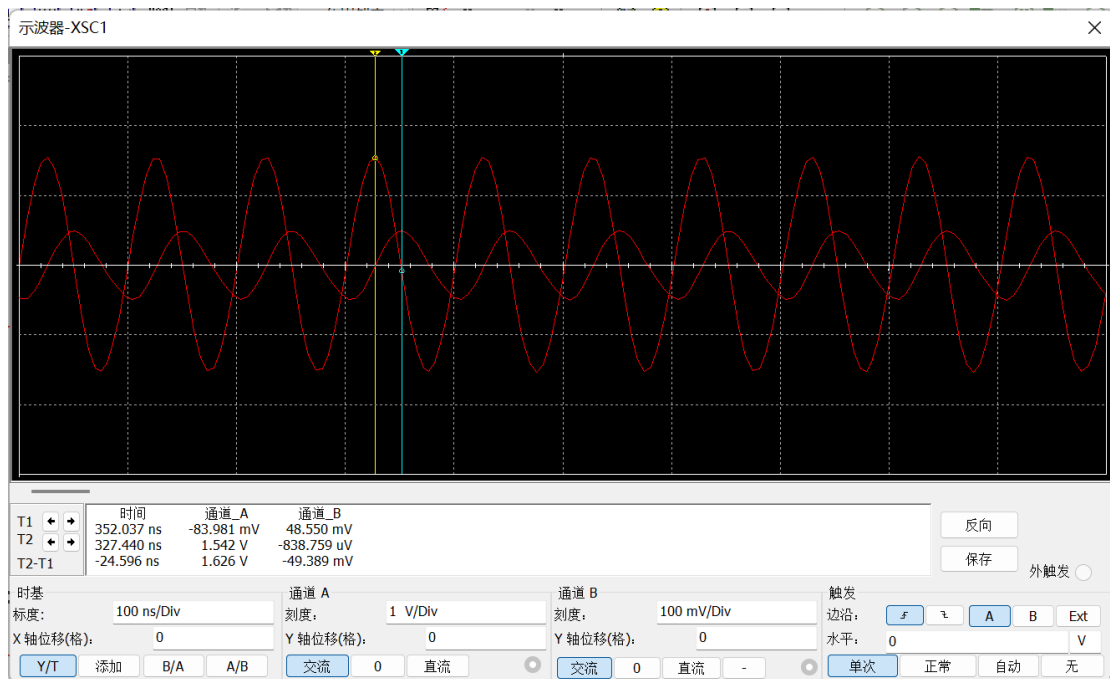 示波器-XSC1
T1
T2
T2-T1
时间 通道_A 通道_B
352.037 ns -83.981 mV 48.550 mV
327.440 ns 1.542 V -838.759 uV
-24.596 ns 1.626 V -49.389 mV
反向
保存
外触发
时基
标度: 100 ns/Div
X 轴位移(格): 0
Y/T 添加 B/A A/B
通道 A
刻度: 1 V/Div
Y 轴位移(格): 0
交流 0 直流
通道 B
刻度: 100 mV/Div
Y 轴位移(格): 0
交流 0 直流 -
触发
边沿: A B Ext
水平: 0 V
单次 正常 自动 无